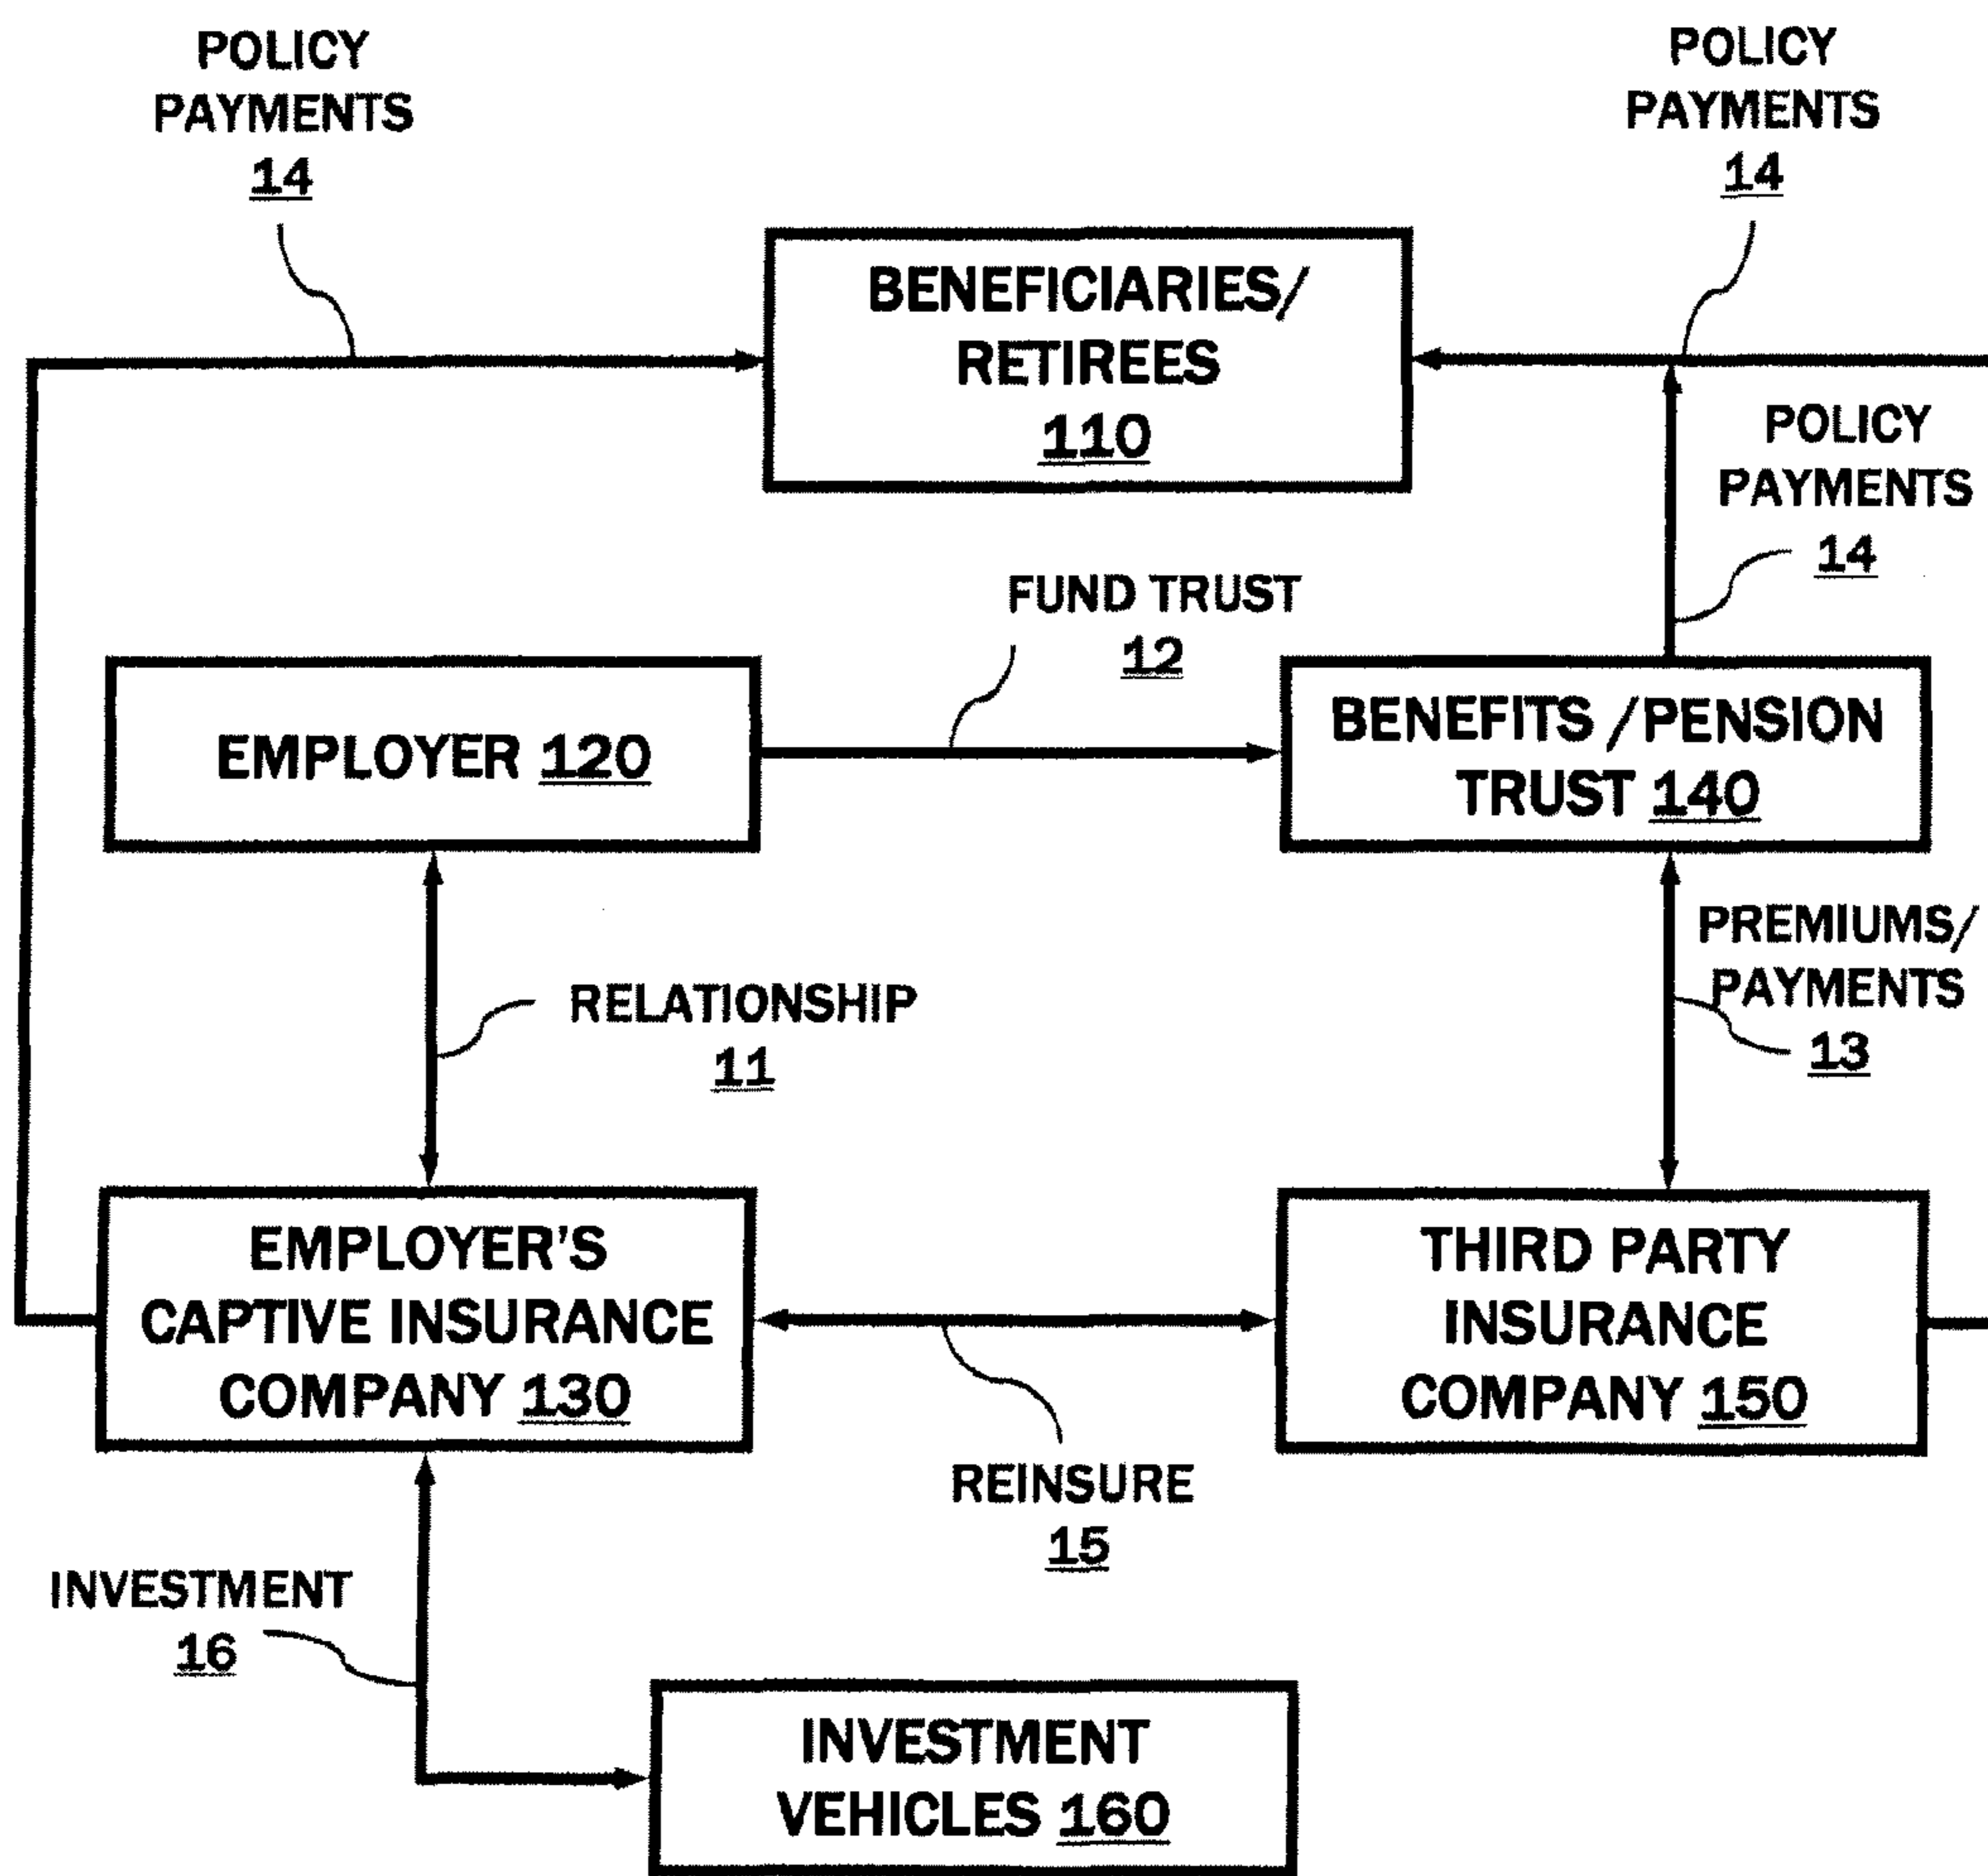 POLICY
PAYMENTS
14
POLICY
PAYMENTS
14
BENEFICIARIES/
RETIREES
110
POLICY
PAYMENTS
14
FUND TRUST
12
EMPLOYER 120
BENEFITS /PENSION
TRUST 140
PREMIUMS/
PAYMENTS
13
RELATIONSHIP
11
EMPLOYER'S
CAPTIVE INSURANCE
COMPANY 130
THIRD PARTY
INSURANCE
COMPANY 150
REINSURE
15
INVESTMENT
16
INVESTMENT
VEHICLES 160